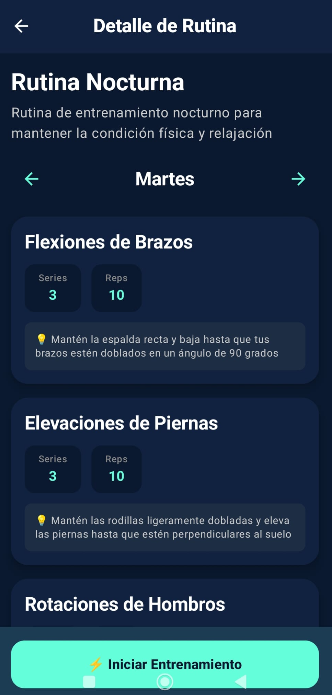 Detalle de Rutina
Rutina Nocturna
Rutina de entrenamiento nocturno para
mantener la condición física y relajación
Martes
Flexiones de Brazos
Series
3
Reps
10
💡 Mantén la espalda recta y baja hasta que tus
brazos estén doblados en un ángulo de 90 grados
Elevaciones de Piernas
Series
3
Reps
10
💡 Mantén las rodillas ligeramente dobladas y eleva
las piernas hasta que estén perpendiculares al suelo
Rotaciones de Hombros
⚡ Iniciar Entrenamiento